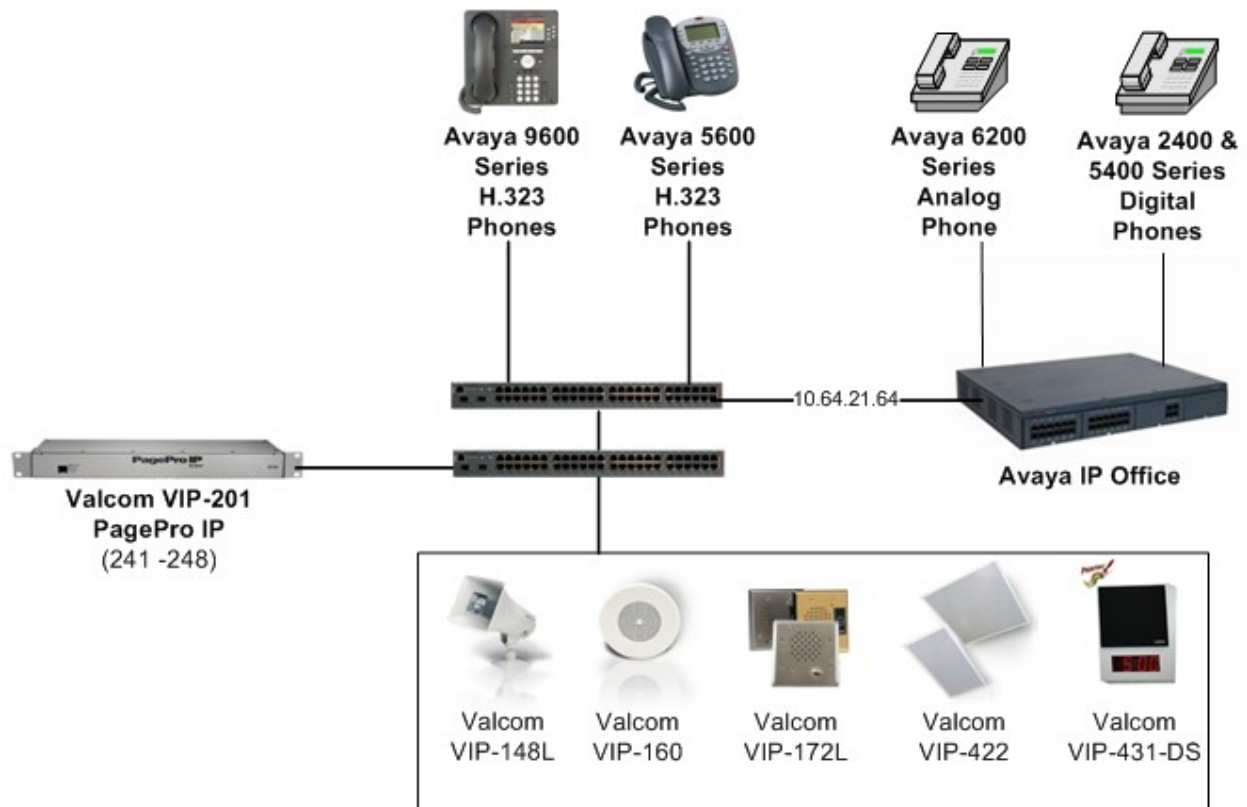 Avaya 9600
Series
H.323
Phones
Avaya 5600
Series
H.323
Phones
Avaya 6200
Series
Analog
Phone
Avaya 2400 &
5400 Series
Digital
Phones
10.64.21.64
Avaya IP Office
PagePro IP
Valcom VIP-201
PagePro IP
(241 -248)
5:00
Valcom
VIP-148L
Valcom
VIP-160
Valcom
VIP-172L
Valcom
VIP-422
Valcom
VIP-431-DS